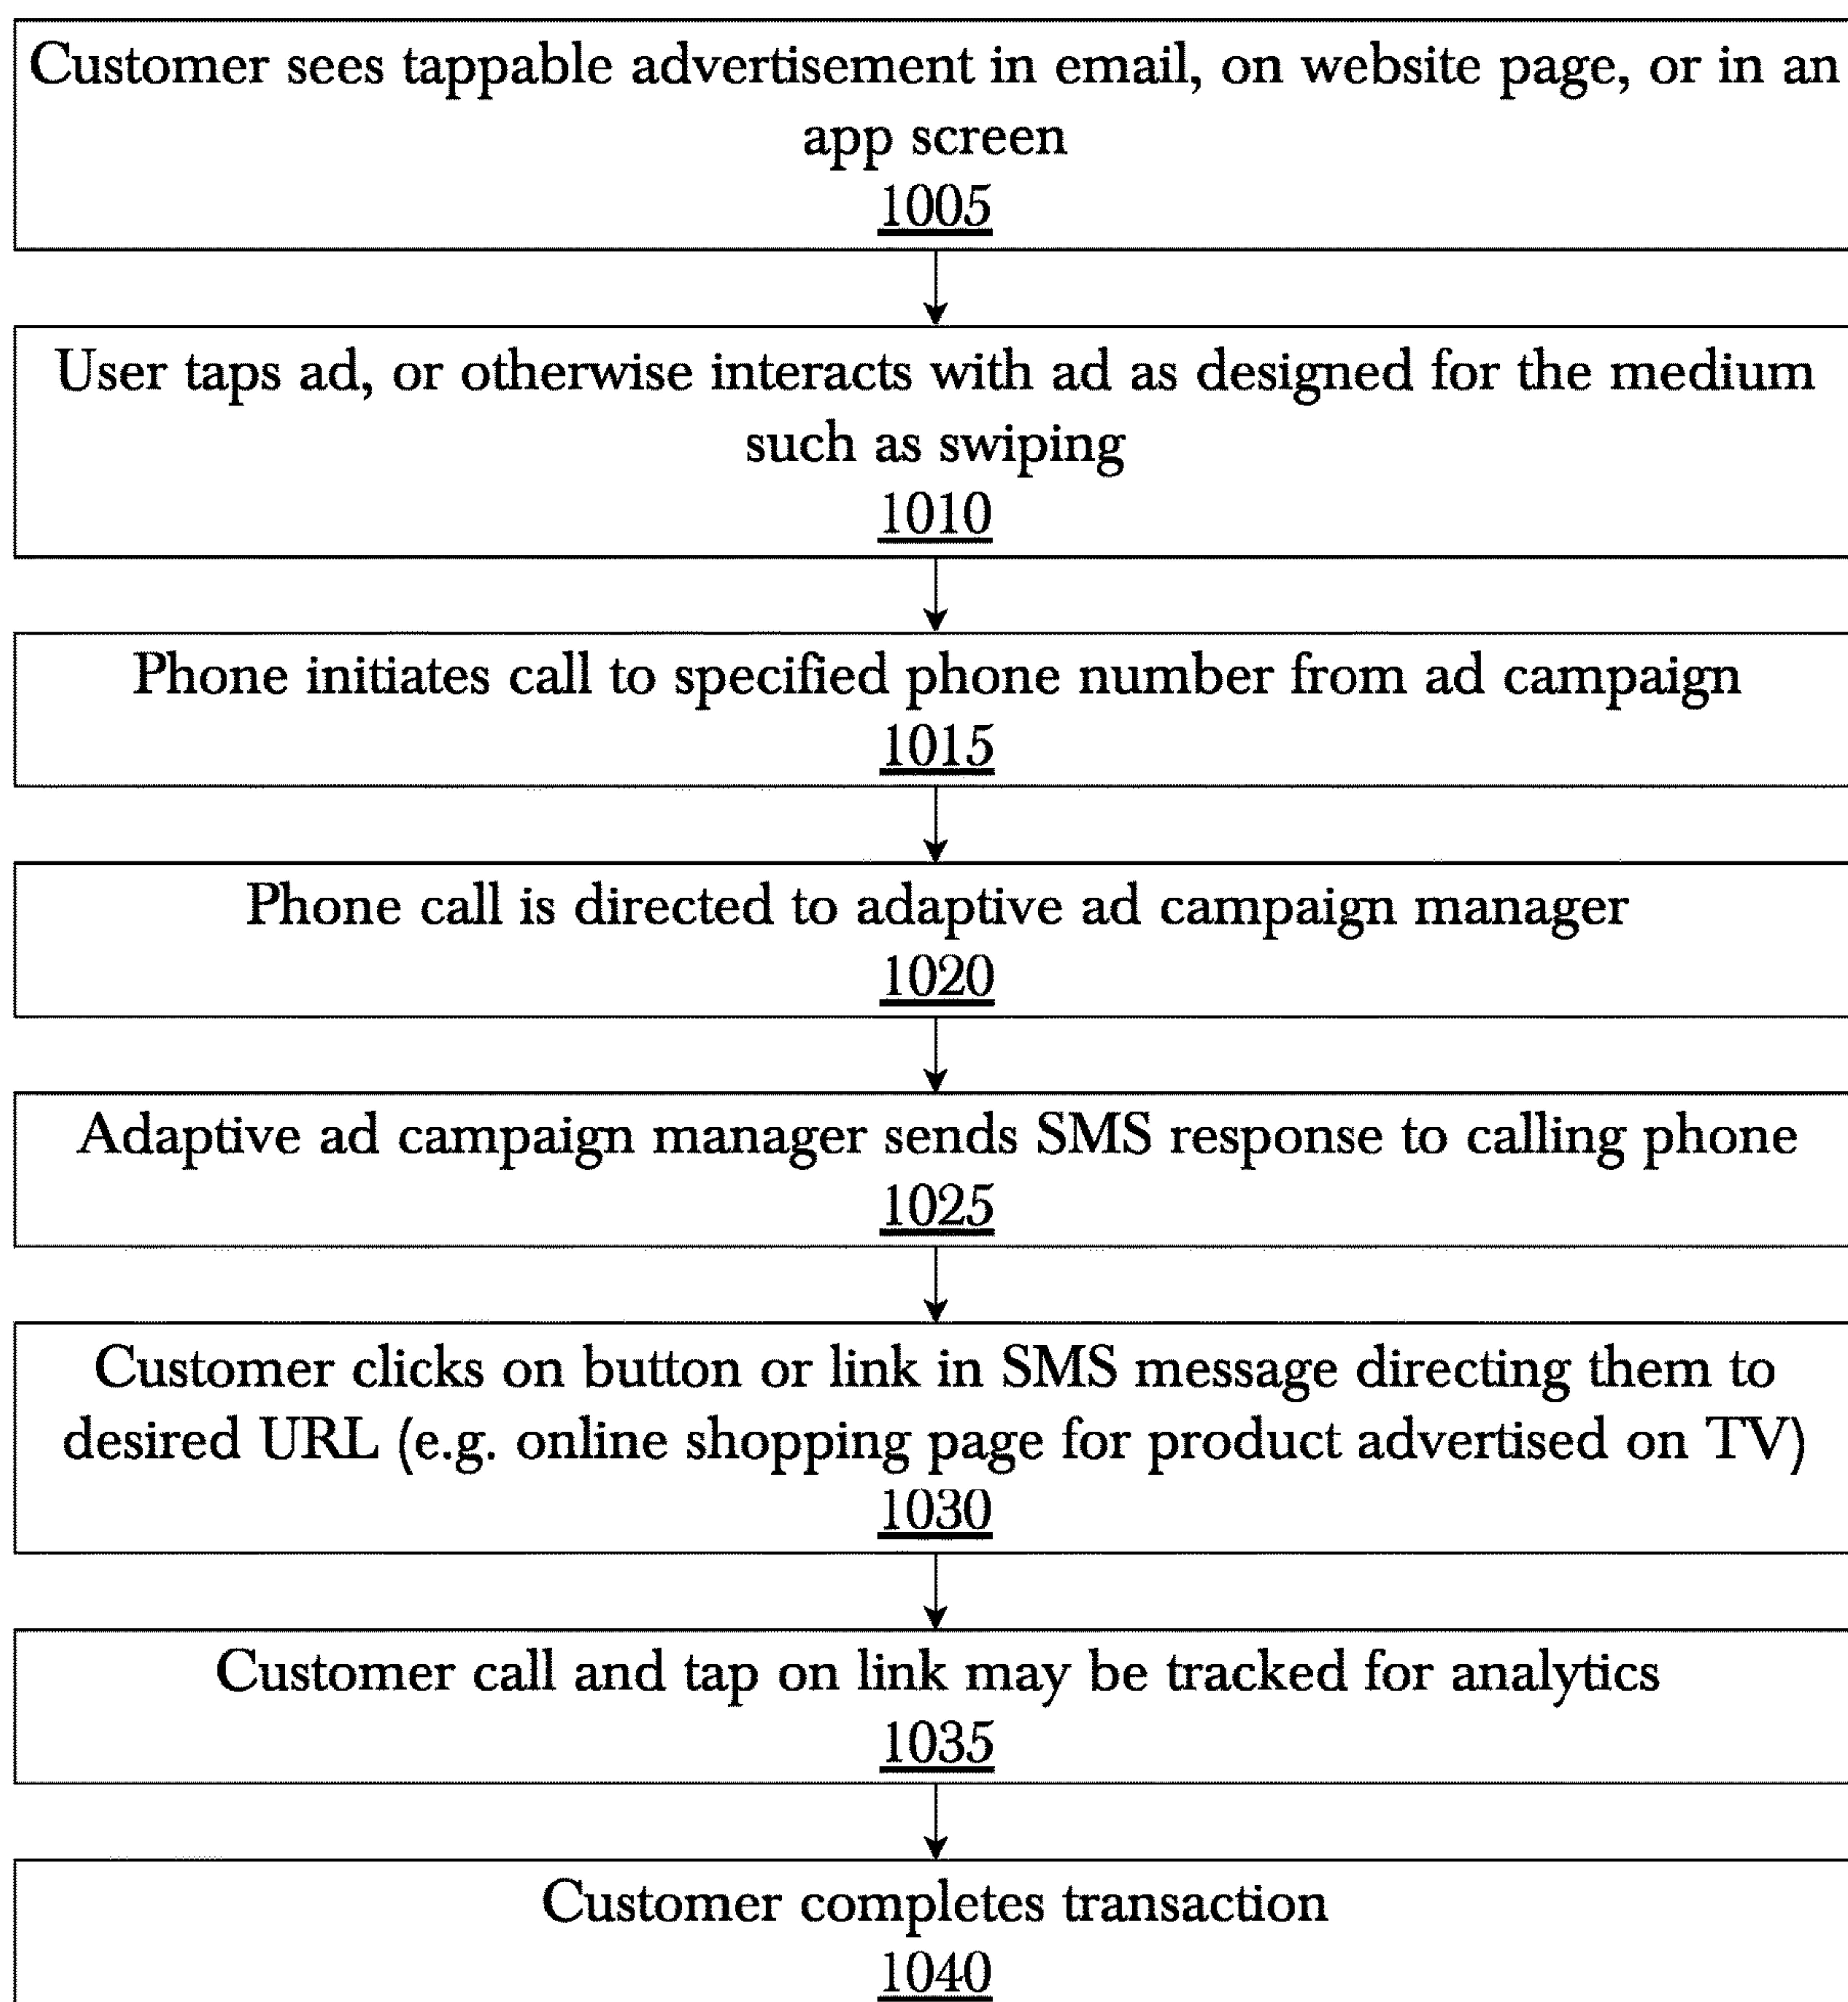 Customer sees tappable advertisement in email, on website page, or in an
app screen
1005
User taps ad, or otherwise interacts with ad as designed for the medium
such as swiping
1010
Phone initiates call to specified phone number from ad campaign
1015
Phone call is directed to adaptive ad campaign manager
1020
Adaptive ad campaign manager sends SMS response to calling phone
1025
Customer clicks on button or link in SMS message directing them to
desired URL (e.g. online shopping page for product advertised on TV)
1030
Customer call and tap on link may be tracked for analytics
1035
Customer completes transaction
1040